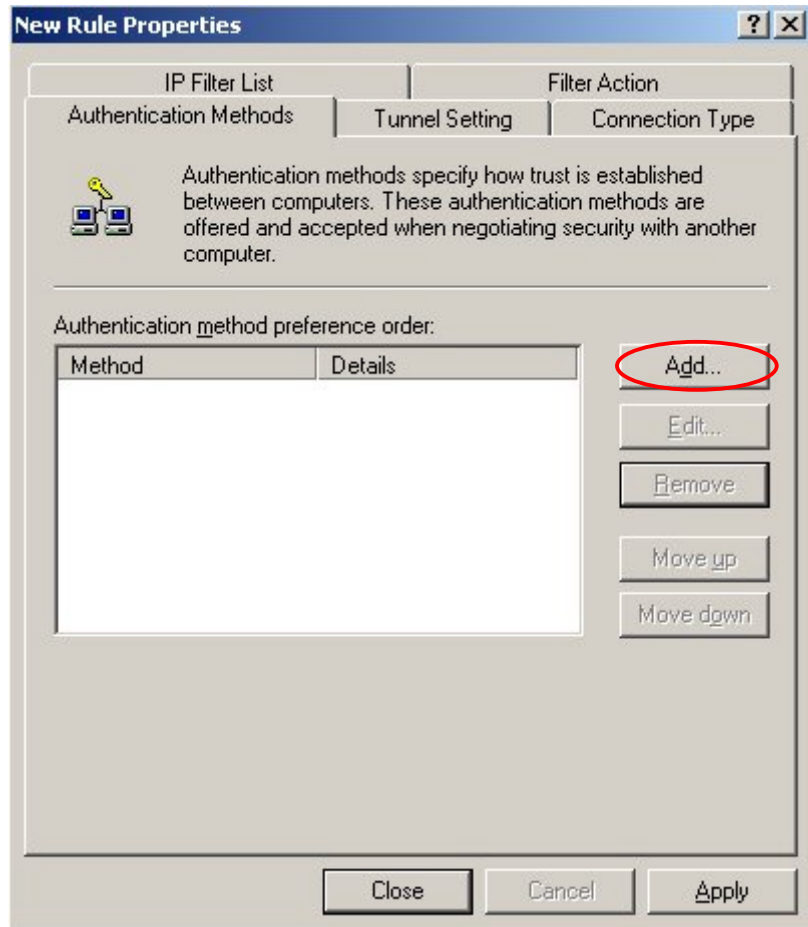 New Rule Properties
IP Filter List
Filter Action
Authentication Methods
Tunnel Setting
Connection Type
Authentication methods specify how trust is established
between computers. These authentication methods are
offered and accepted when negotiating security with another
computer.
Authentication method preference order:
Method
Details
Add...
Edit...
Remove
Move up
Move down
Close
Cancel
Apply